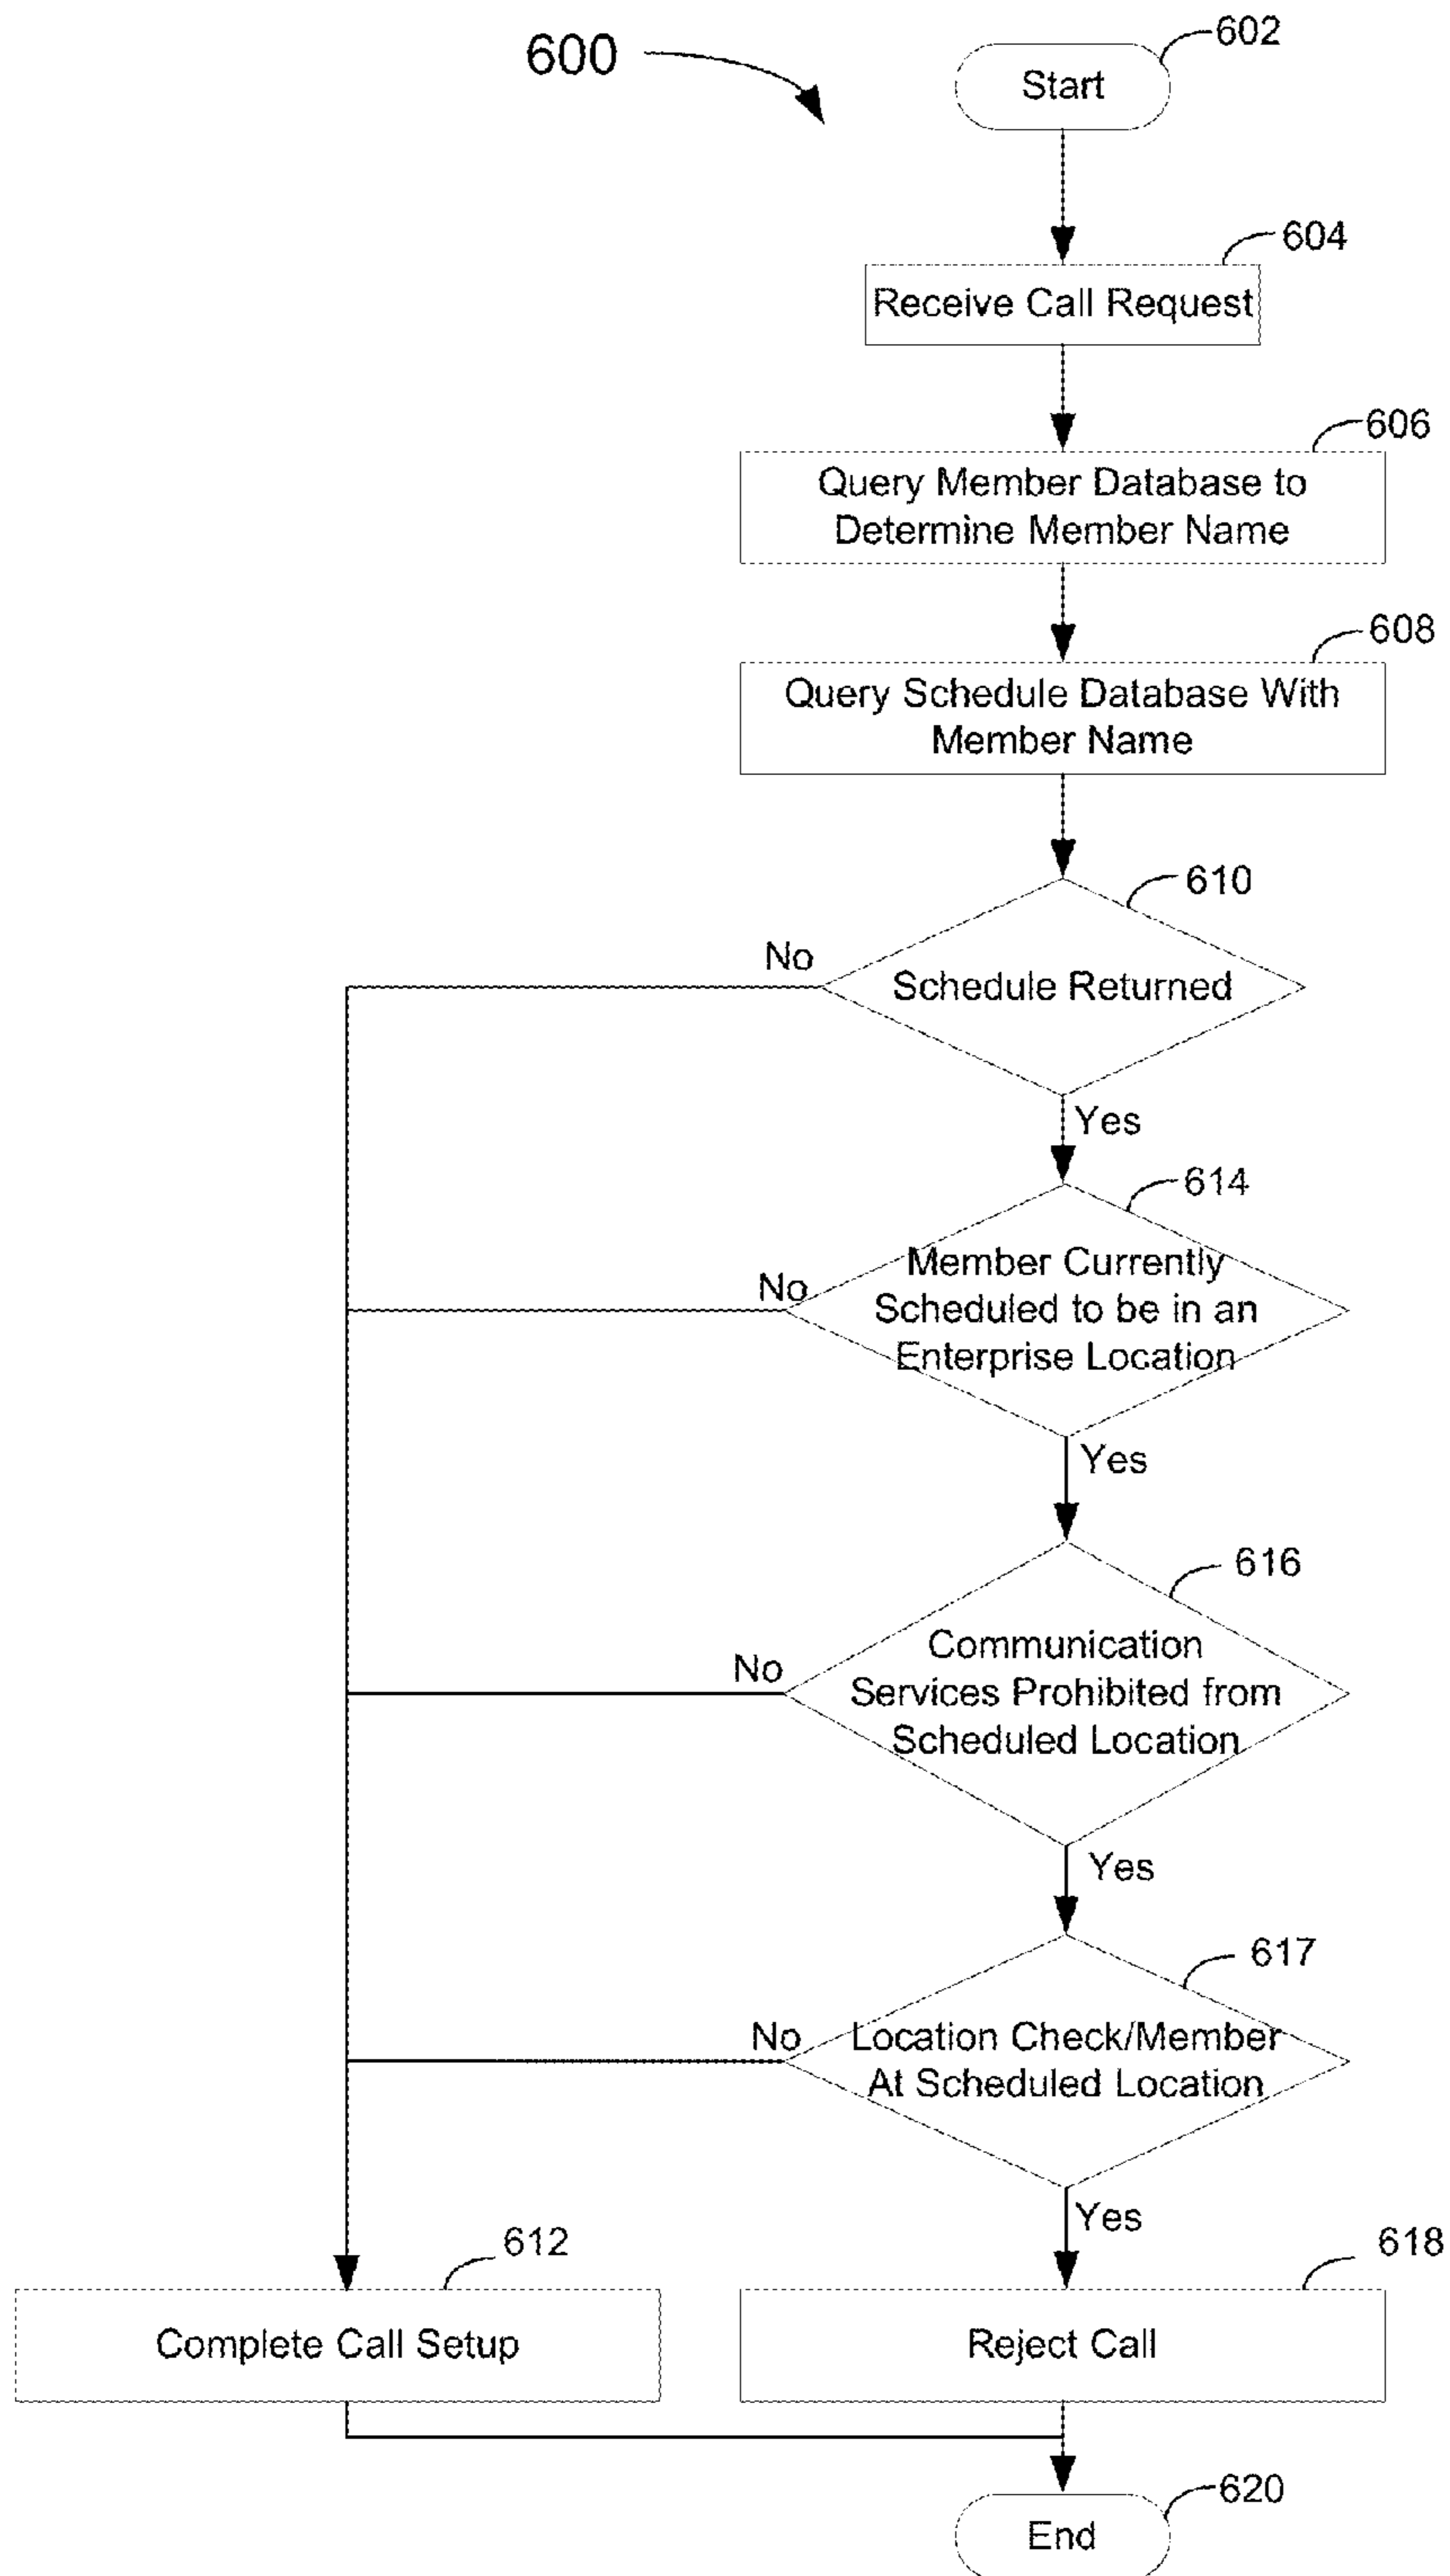 600
602
Start
604
Receive Call Request
606
Query Member Database to
Determine Member Name
608
Query Schedule Database With
Member Name
610
No
Schedule Returned
Yes
614
No
Member Currently
Scheduled to be in an
Enterprise Location
Yes
616
No
Communication
Services Prohibited from
Scheduled Location
Yes
617
No
Location Check/Member
At Scheduled Location
Yes
612
618
Complete Call Setup
Reject Call
620
End